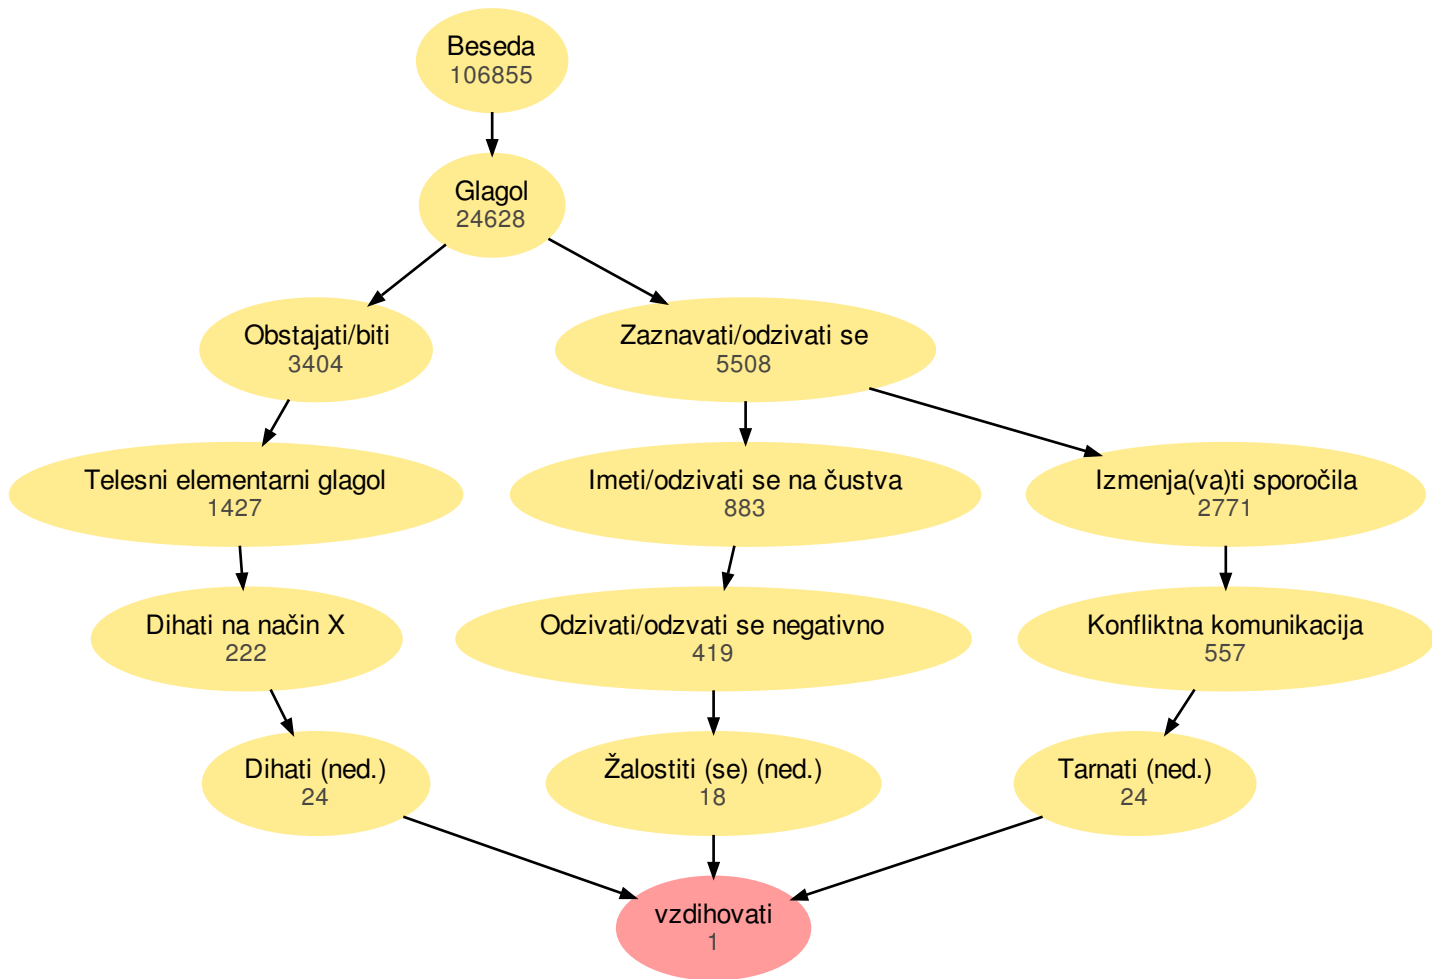 Beseda
106855
Glagol
24628
Obstajati/biti
3404
Zaznavati/odzivati se
5508
Telesni elementarni glagol
1427
Imeti/odzivati se na čustva
883
Izmenja(va)ti sporočila
2771
Dihati na način X
222
Odzivati/odzvati se negativno
419
Konfliktna komunikacija
557
Dihati (ned.)
24
Žalostiti (se) (ned.)
18
Tarnati (ned.)
24
vzdihovati
1